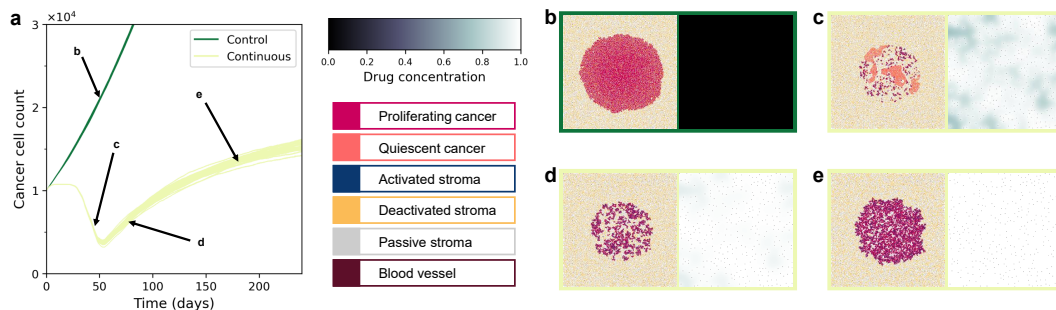 a
×10⁴
3
2
1
0
Cancer cell count
0
50
100
150
200
Time (days)
Control
Continuous
b
c
d
e
0.0
0.2
0.4
0.6
0.8
1.0
Drug concentration
Proliferating cancer
Quiescent cancer
Activated stroma
Deactivated stroma
Passive stroma
Blood vessel
b
c
d
e